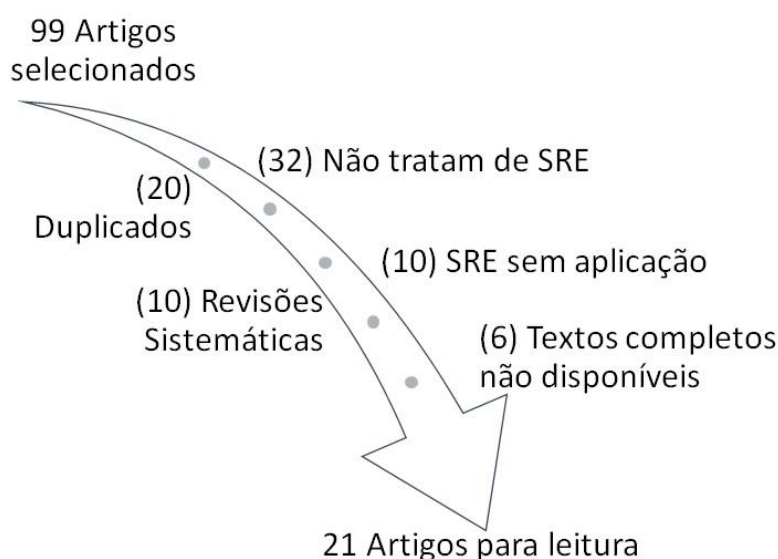 99 Artigos
selecionados
(32) Não tratam de SRE
(20)
Duplicados
(10) SRE sem aplicação
(10) Revisões
Sistemáticas
(6) Textos completos
não disponíveis
21 Artigos para leitura